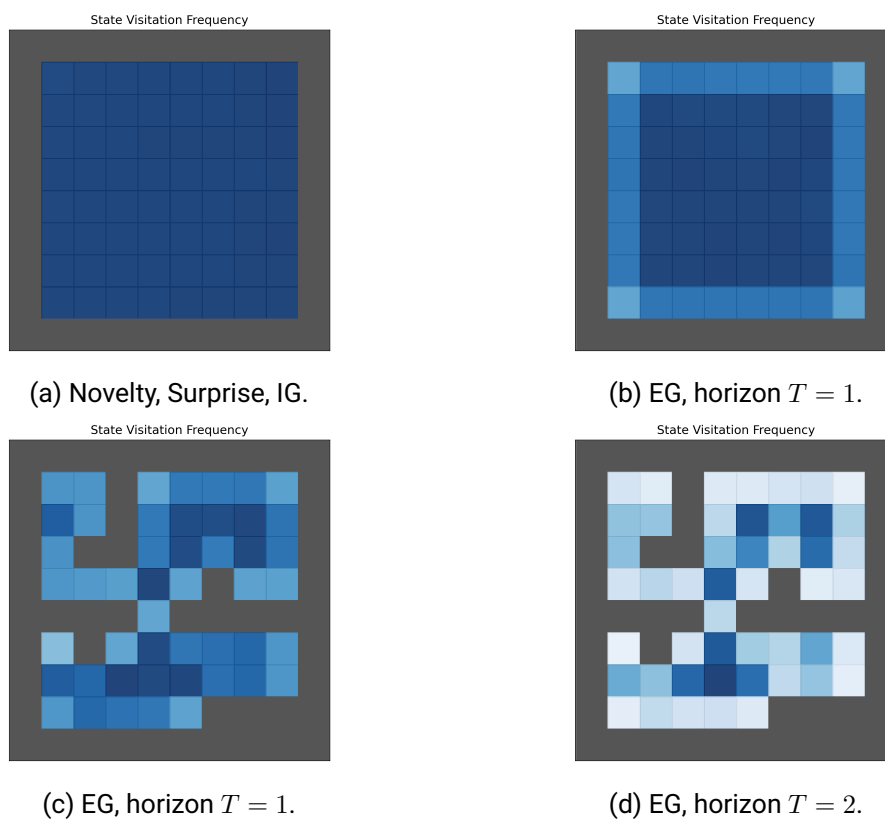 State Visitation Frequency
State Visitation Frequency
(a) Novelty, Surprise, IG.
(b) EG, horizon T = 1.
State Visitation Frequency
State Visitation Frequency
(c) EG, horizon T = 1.
(d) EG, horizon T = 2.